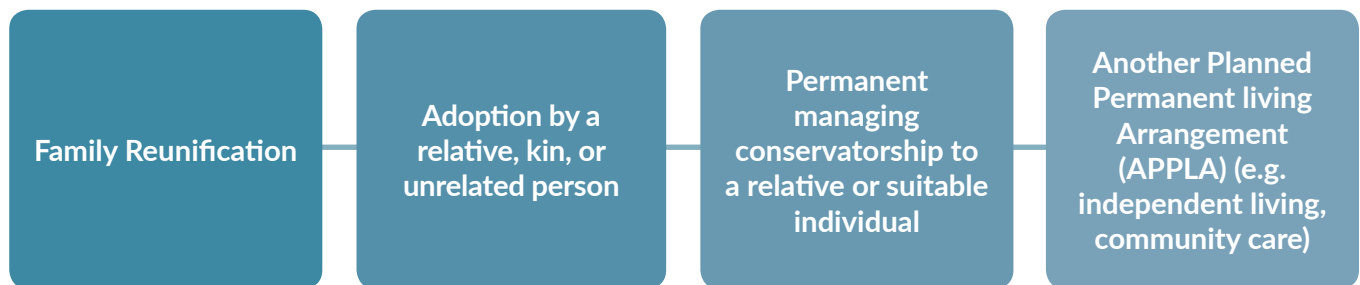 Family Reunification
Adoption by a
relative, kin, or
unrelated person
Permanent
managing
conservatorship to
a relative or suitable
individual
Another Planned
Permanent living
Arrangement
(APPLA) (e.g.
independent living,
community care)